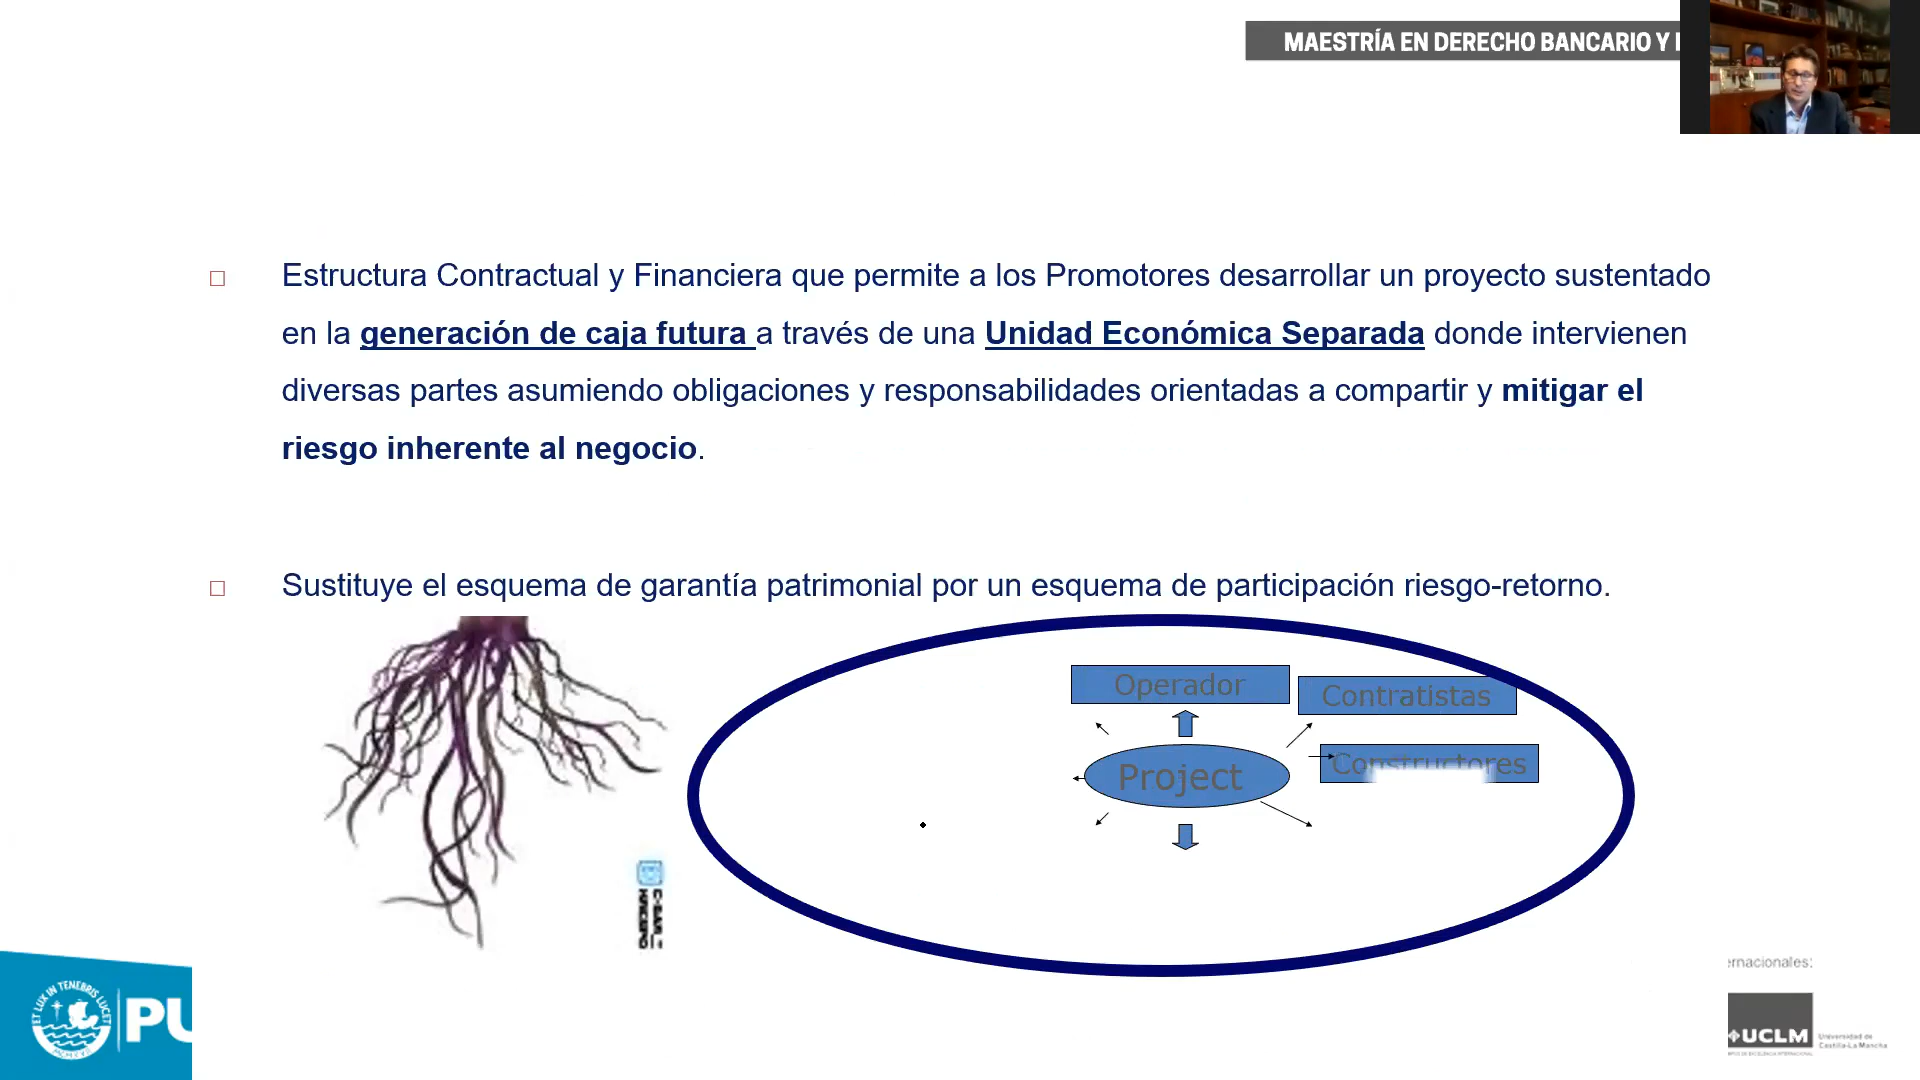 MAESTRÍA EN DERECHO BANCARIO Y
Estructura Contractual y Financiera que permite a los Promotores desarrollar un proyecto sustentado
en la generación de caja futura a través de una Unidad Económica Separada donde intervienen
diversas partes asumiendo obligaciones y responsabilidades orientadas a compartir y mitigar el
riesgo inherente al negocio.
Sustituye el esquema de garantía patrimonial por un esquema de participación riesgo-retorno.
Operador
Contratistas
Project
Constructores
ET LUX IN TENEBRIS LUCET
PU
ernacionales:
UCLM
Universidad de
Castilla-La Mancha